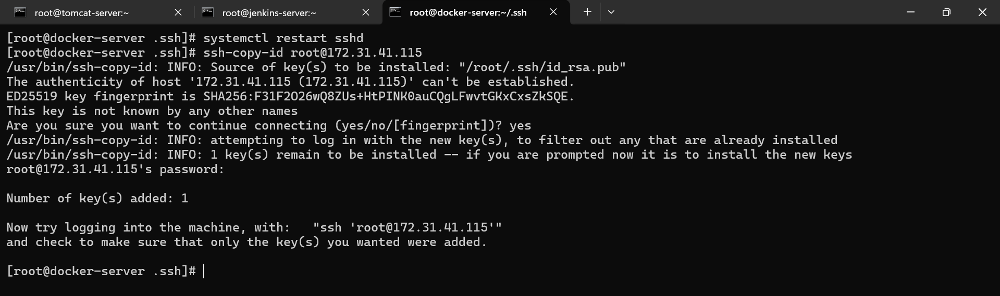 root@tomcat-server:~
root@jenkins-server:~
root@docker-server:~/.ssh
[root@docker-server .ssh]# systemctl restart sshd
[root@docker-server .ssh]# ssh-copy-id root@172.31.41.115
/usr/bin/ssh-copy-id: INFO: Source of key(s) to be installed: "/root/.ssh/id_rsa.pub"
The authenticity of host '172.31.41.115 (172.31.41.115)' can't be established.
ED25519 key fingerprint is SHA256:F31F2O26wQ8ZUs+HtPINK0auCQgLFwvtGKxCxsZkSQE.
This key is not known by any other names
Are you sure you want to continue connecting (yes/no/[fingerprint])? yes
/usr/bin/ssh-copy-id: INFO: attempting to log in with the new key(s), to filter out any that are already installed
/usr/bin/ssh-copy-id: INFO: 1 key(s) remain to be installed -- if you are prompted now it is to install the new keys
root@172.31.41.115's password:
Number of key(s) added: 1
Now try logging into the machine, with:   "ssh 'root@172.31.41.115'"
and check to make sure that only the key(s) you wanted were added.
[root@docker-server .ssh]#